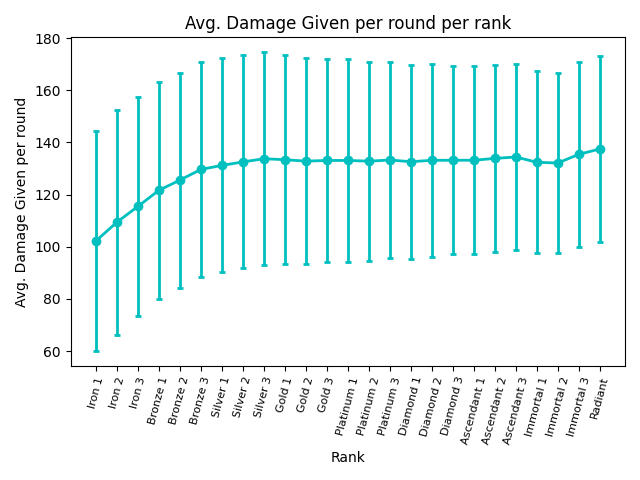 Avg. Damage Given per round per rank
Avg. Damage Given per round
180
160
140
120
100
80
60
Iron 1
Iron 2
Iron 3
Bronze 1
Bronze 2
Bronze 3
Silver 1
Silver 2
Silver 3
Gold 1
Gold 2
Gold 3
Platinum 1
Platinum 2
Platinum 3
Diamond 1
Diamond 2
Diamond 3
Ascendant 1
Ascendant 2
Ascendant 3
Immortal 1
Immortal 2
Immortal 3
Radiant
Rank